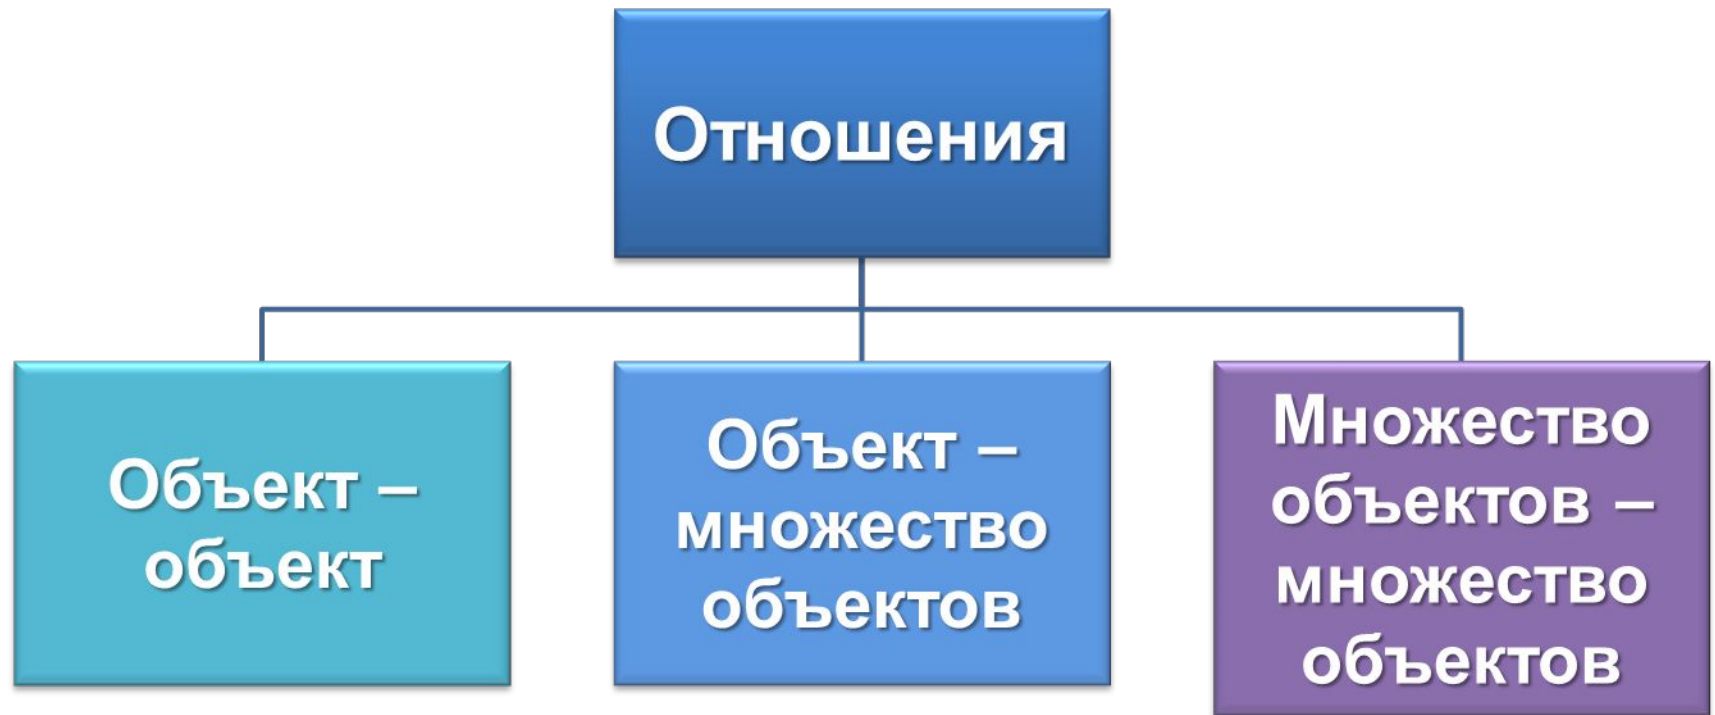 Отношения
Объект –
объект
Объект –
множество
объектов
Множество
объектов –
множество
объектов